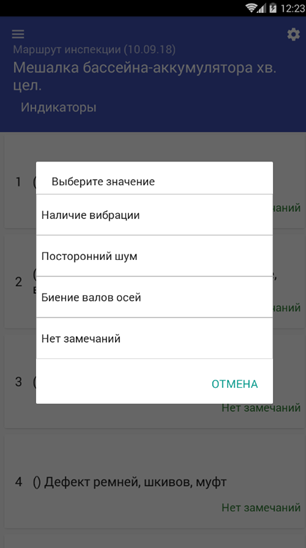 12:23
Маршрут инспекции (10.09.18)
Мешалка бассейна-аккумулятора хв.
цел.
Индикаторы
Выберите значение
1 (
Наличие вибрации
Посторонний шум
2 (
Биение валов осей
Нет замечаний
3 (
ОТМЕНА
Нет замечаний
4 () Дефект ремней, шкивов, муфт
Нет замечаний